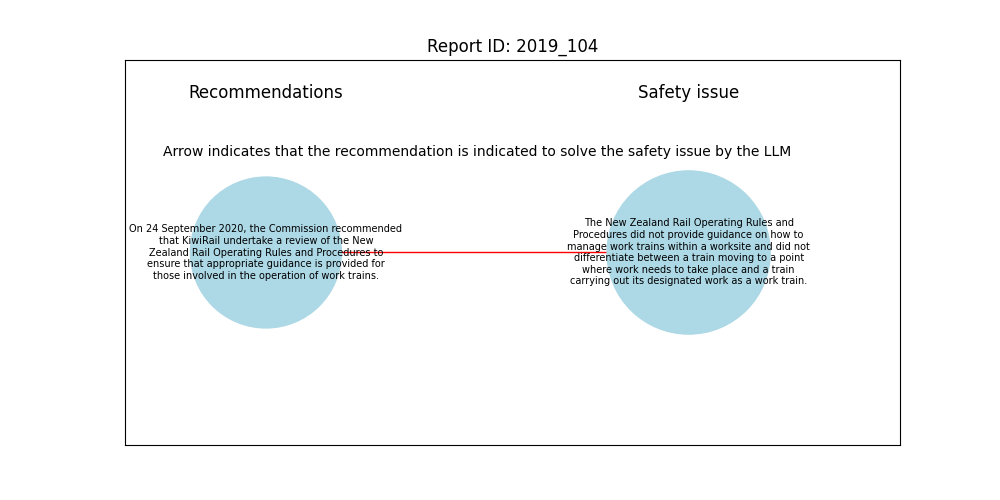 Report ID: 2019_104
Recommendations
Safety issue
Arrow indicates that the recommendation is indicated to solve the safety issue by the LLM
On 24 September 2020, the Commission recommended
that KiwiRail undertake a review of the New
Zealand Rail Operating Rules and Procedures to
ensure that appropriate guidance is provided for
those involved in the operation of work trains.
The New Zealand Rail Operating Rules and
Procedures did not provide guidance on how to
manage work trains within a worksite and did not
differentiate between a train moving to a point
where work needs to take place and a train
carrying out its designated work as a work train.